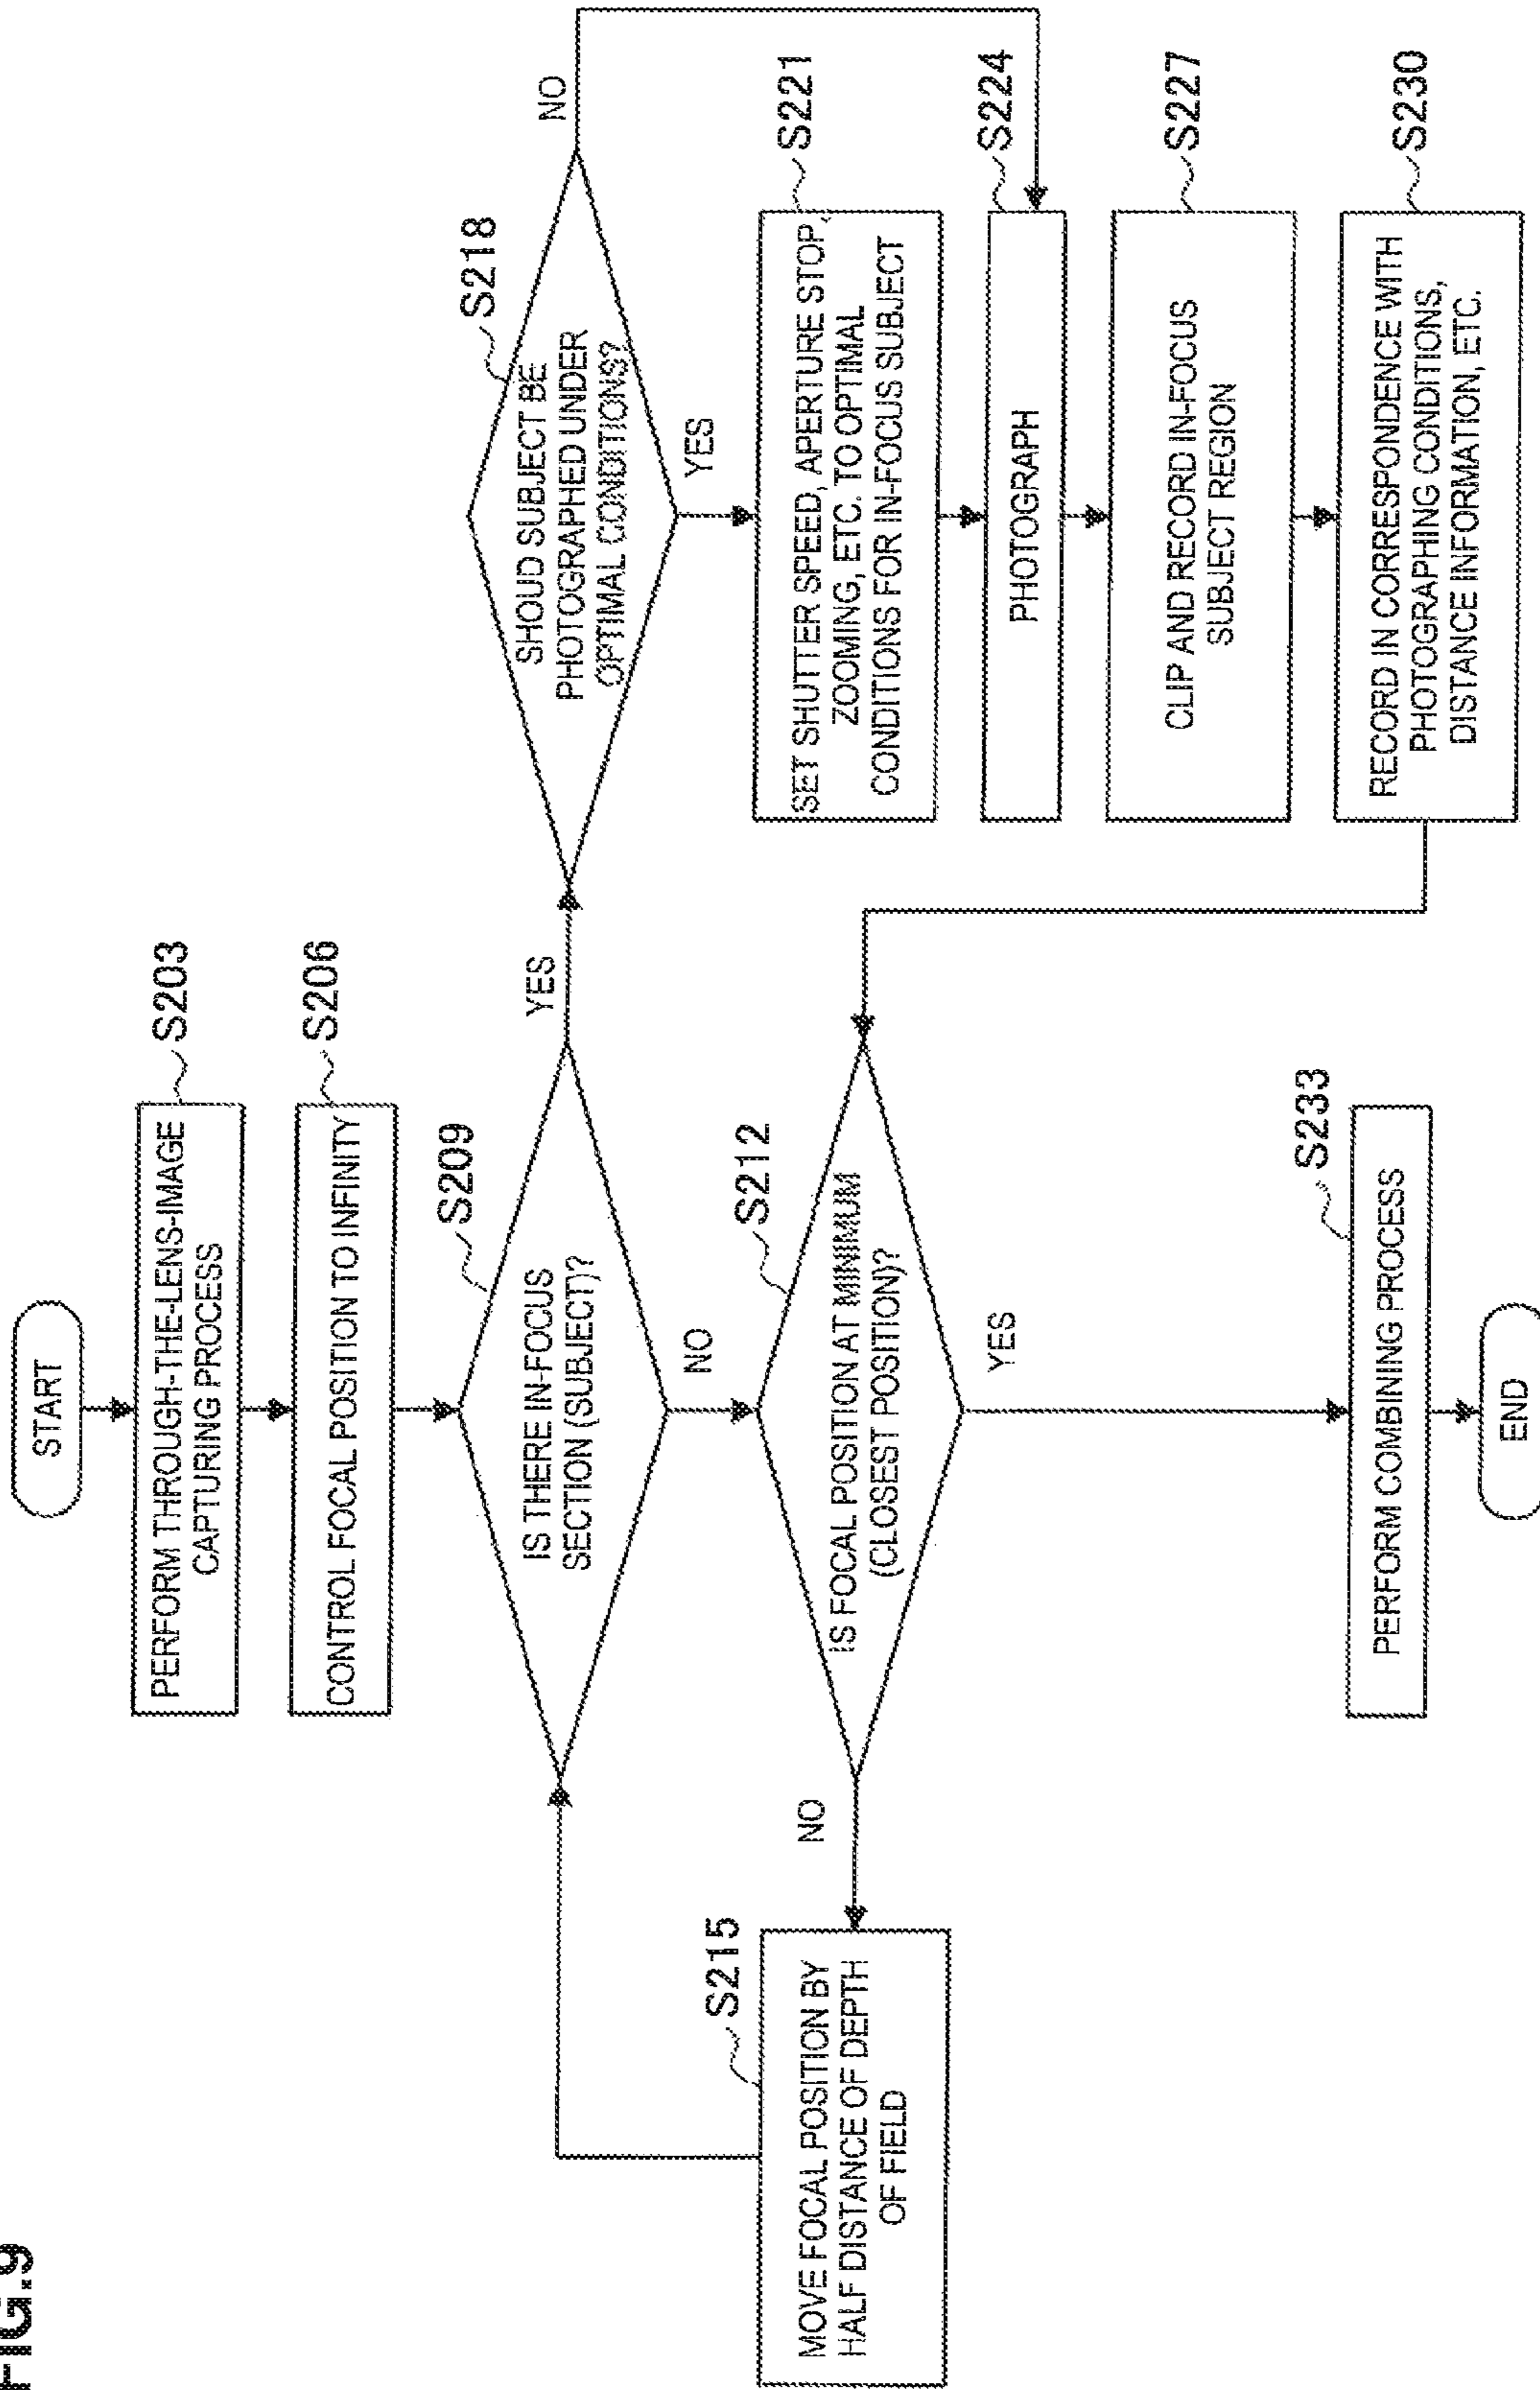 FIG.9
START
PERFORM THROUGH-THE-LENS-IMAGE
CAPTURING PROCESS
S203
CONTROL FOCAL POSITION TO INFINITY
S206
IS THERE IN-FOCUS
SECTION (SUBJECT)?
S209
YES
NO
IS FOCAL POSITION AT MINIMUM
(CLOSEST POSITION)?
S212
NO
YES
MOVE FOCAL POSITION BY
HALF DISTANCE OF DEPTH
OF FIELD
S215
SHOUD SUBJECT BE
PHOTOGRAPHED UNDER
OPTIMAL CONDITIONS?
S218
NO
YES
SET SHUTTER SPEED, APERTURE STOP,
ZOOMING, ETC. TO OPTIMAL
CONDITIONS FOR IN-FOCUS SUBJECT
S221
PHOTOGRAPH
S224
CLIP AND RECORD IN-FOCUS
SUBJECT REGION
S227
RECORD IN CORRESPONDENCE WITH
PHOTOGRAPHING CONDITIONS,
DISTANCE INFORMATION, ETC.
S230
PERFORM COMBINING PROCESS
S233
END